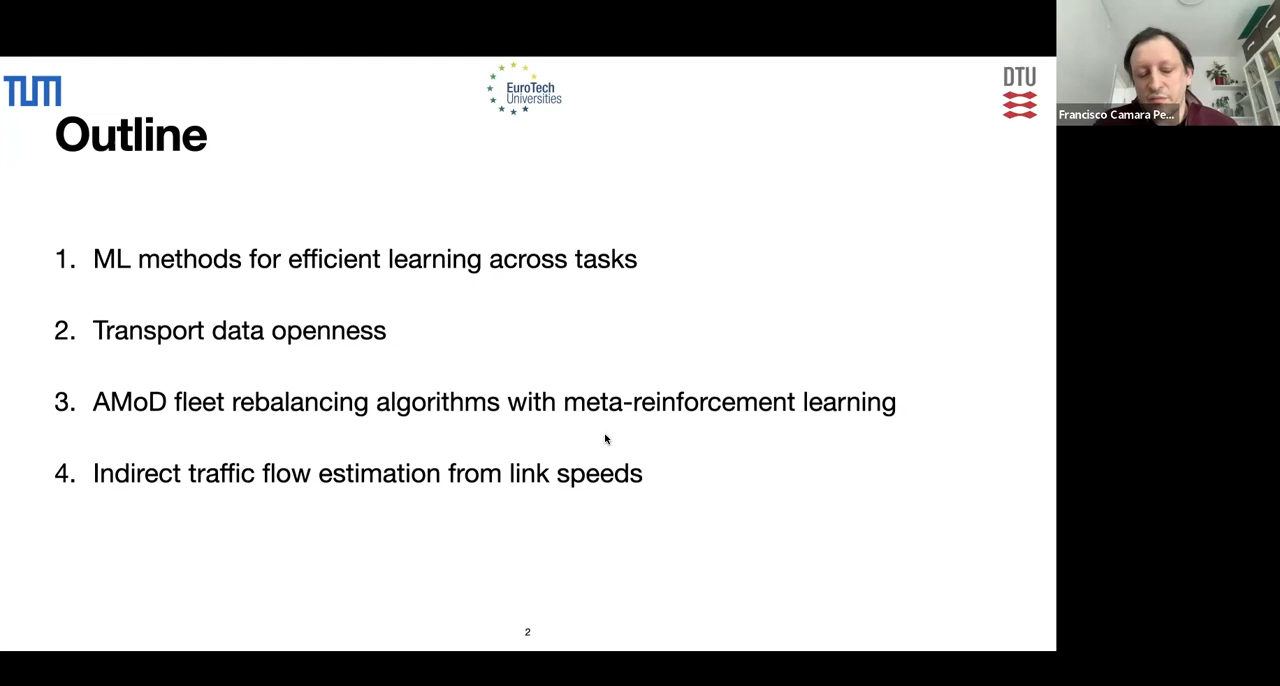 TUM
EuroTech
Universities
DTU
Outline
1. ML methods for efficient learning across tasks
2. Transport data openness
3. AMoD fleet rebalancing algorithms with meta-reinforcement learning
4. Indirect traffic flow estimation from link speeds
2
Francisco Camara Pe...